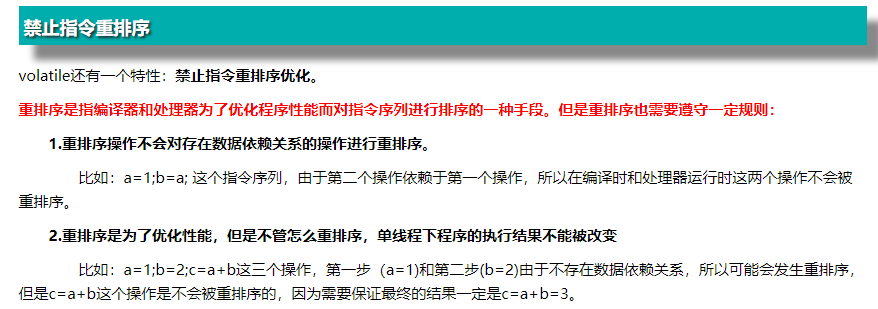 禁止指令重排序
volatile还有一个特性：禁止指令重排序优化。
重排序是指编译器和处理器为了优化程序性能而对指令序列进行排序的一种手段。但是重排序也需要遵守一定规则：
1.重排序操作不会对存在数据依赖关系的操作进行重排序。
比如：a=1;b=a; 这个指令序列，由于第二个操作依赖于第一个操作，所以在编译时和处理器运行时这两个操作不会被
重排序。
2.重排序是为了优化性能，但是不管怎么重排序，单线程下程序的执行结果不能被改变
比如：a=1;b=2;c=a+b这三个操作，第一步（a=1)和第二步(b=2)由于不存在数据依赖关系，所以可能会发生重排序，
但是c=a+b这个操作是不会被重排序的，因为需要保证最终的结果一定是c=a+b=3。